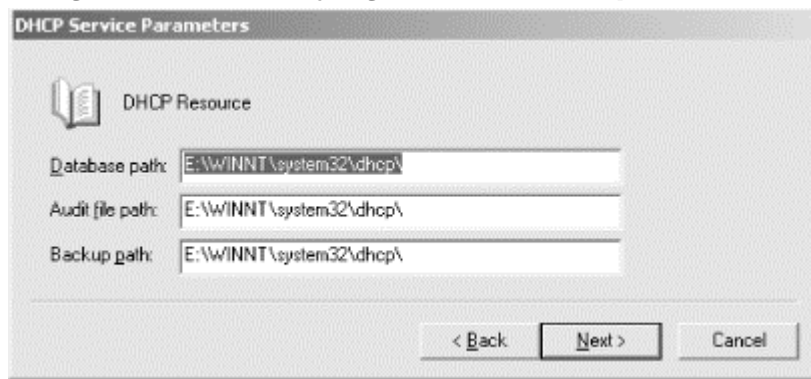 DHCP Service Parameters
DHCP Resource
Database path: E:\WINNT\system32\dhcp\
Audit file path: E:\WINNT\system32\dhcp\
Backup path: E:\WINNT\system32\dhcp\
< Back Next > Cancel